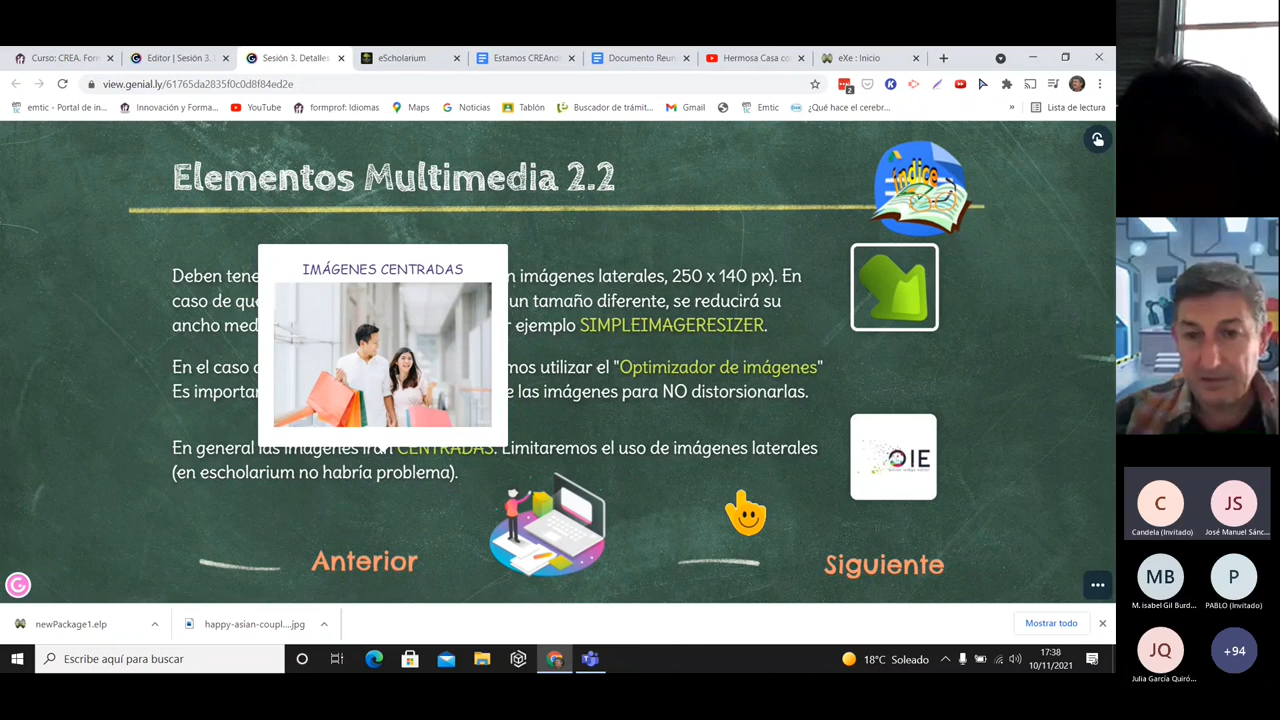 Curso: CREA. Form
Editor | Sesión 3. D
Sesión 3. Detalles
eScholarium
Estamos CREAnd
Documento Reun
Hermosa Casa co
eXe : Inicio
view.genial.ly/61765da2835f0c0d8f84ed2e
2
emtic - Portal de in...
Innovación y Forma...
YouTube
formprof: Idiomas
Maps
Noticias
Tablón
Buscador de trámit...
Gmail
Emtic
¿Qué hace el cerebr...
»
Lista de lectura
Elementos Multimedia 2.2
índice
IMÁGENES CENTRADAS
Deben tene
n imágenes laterales, 250 x 140 px). En
caso de que
un tamaño diferente, se reducirá su
ancho med
r ejemplo SIMPLEIMAGERESIZER.
En el caso
mos utilizar el "Optimizador de imágenes"
Es importan
e las imágenes para NO distorsionarlas.
En general las imágenes irán CENTRADAS. Limitaremos el uso de imágenes laterales
(en escholarium no habría problema).
OIE
Anterior
Siguiente
newPackage1.elp
happy-asian-coupl....jpg
Mostrar todo
Escribe aquí para buscar
18°C Soleado
17:38
10/11/2021
C
Candela (Invitado)
JS
José Manuel Sánc...
MB
M. isabel Gil Burd...
P
PABLO (Invitado)
JQ
Julia García Quiró...
+94